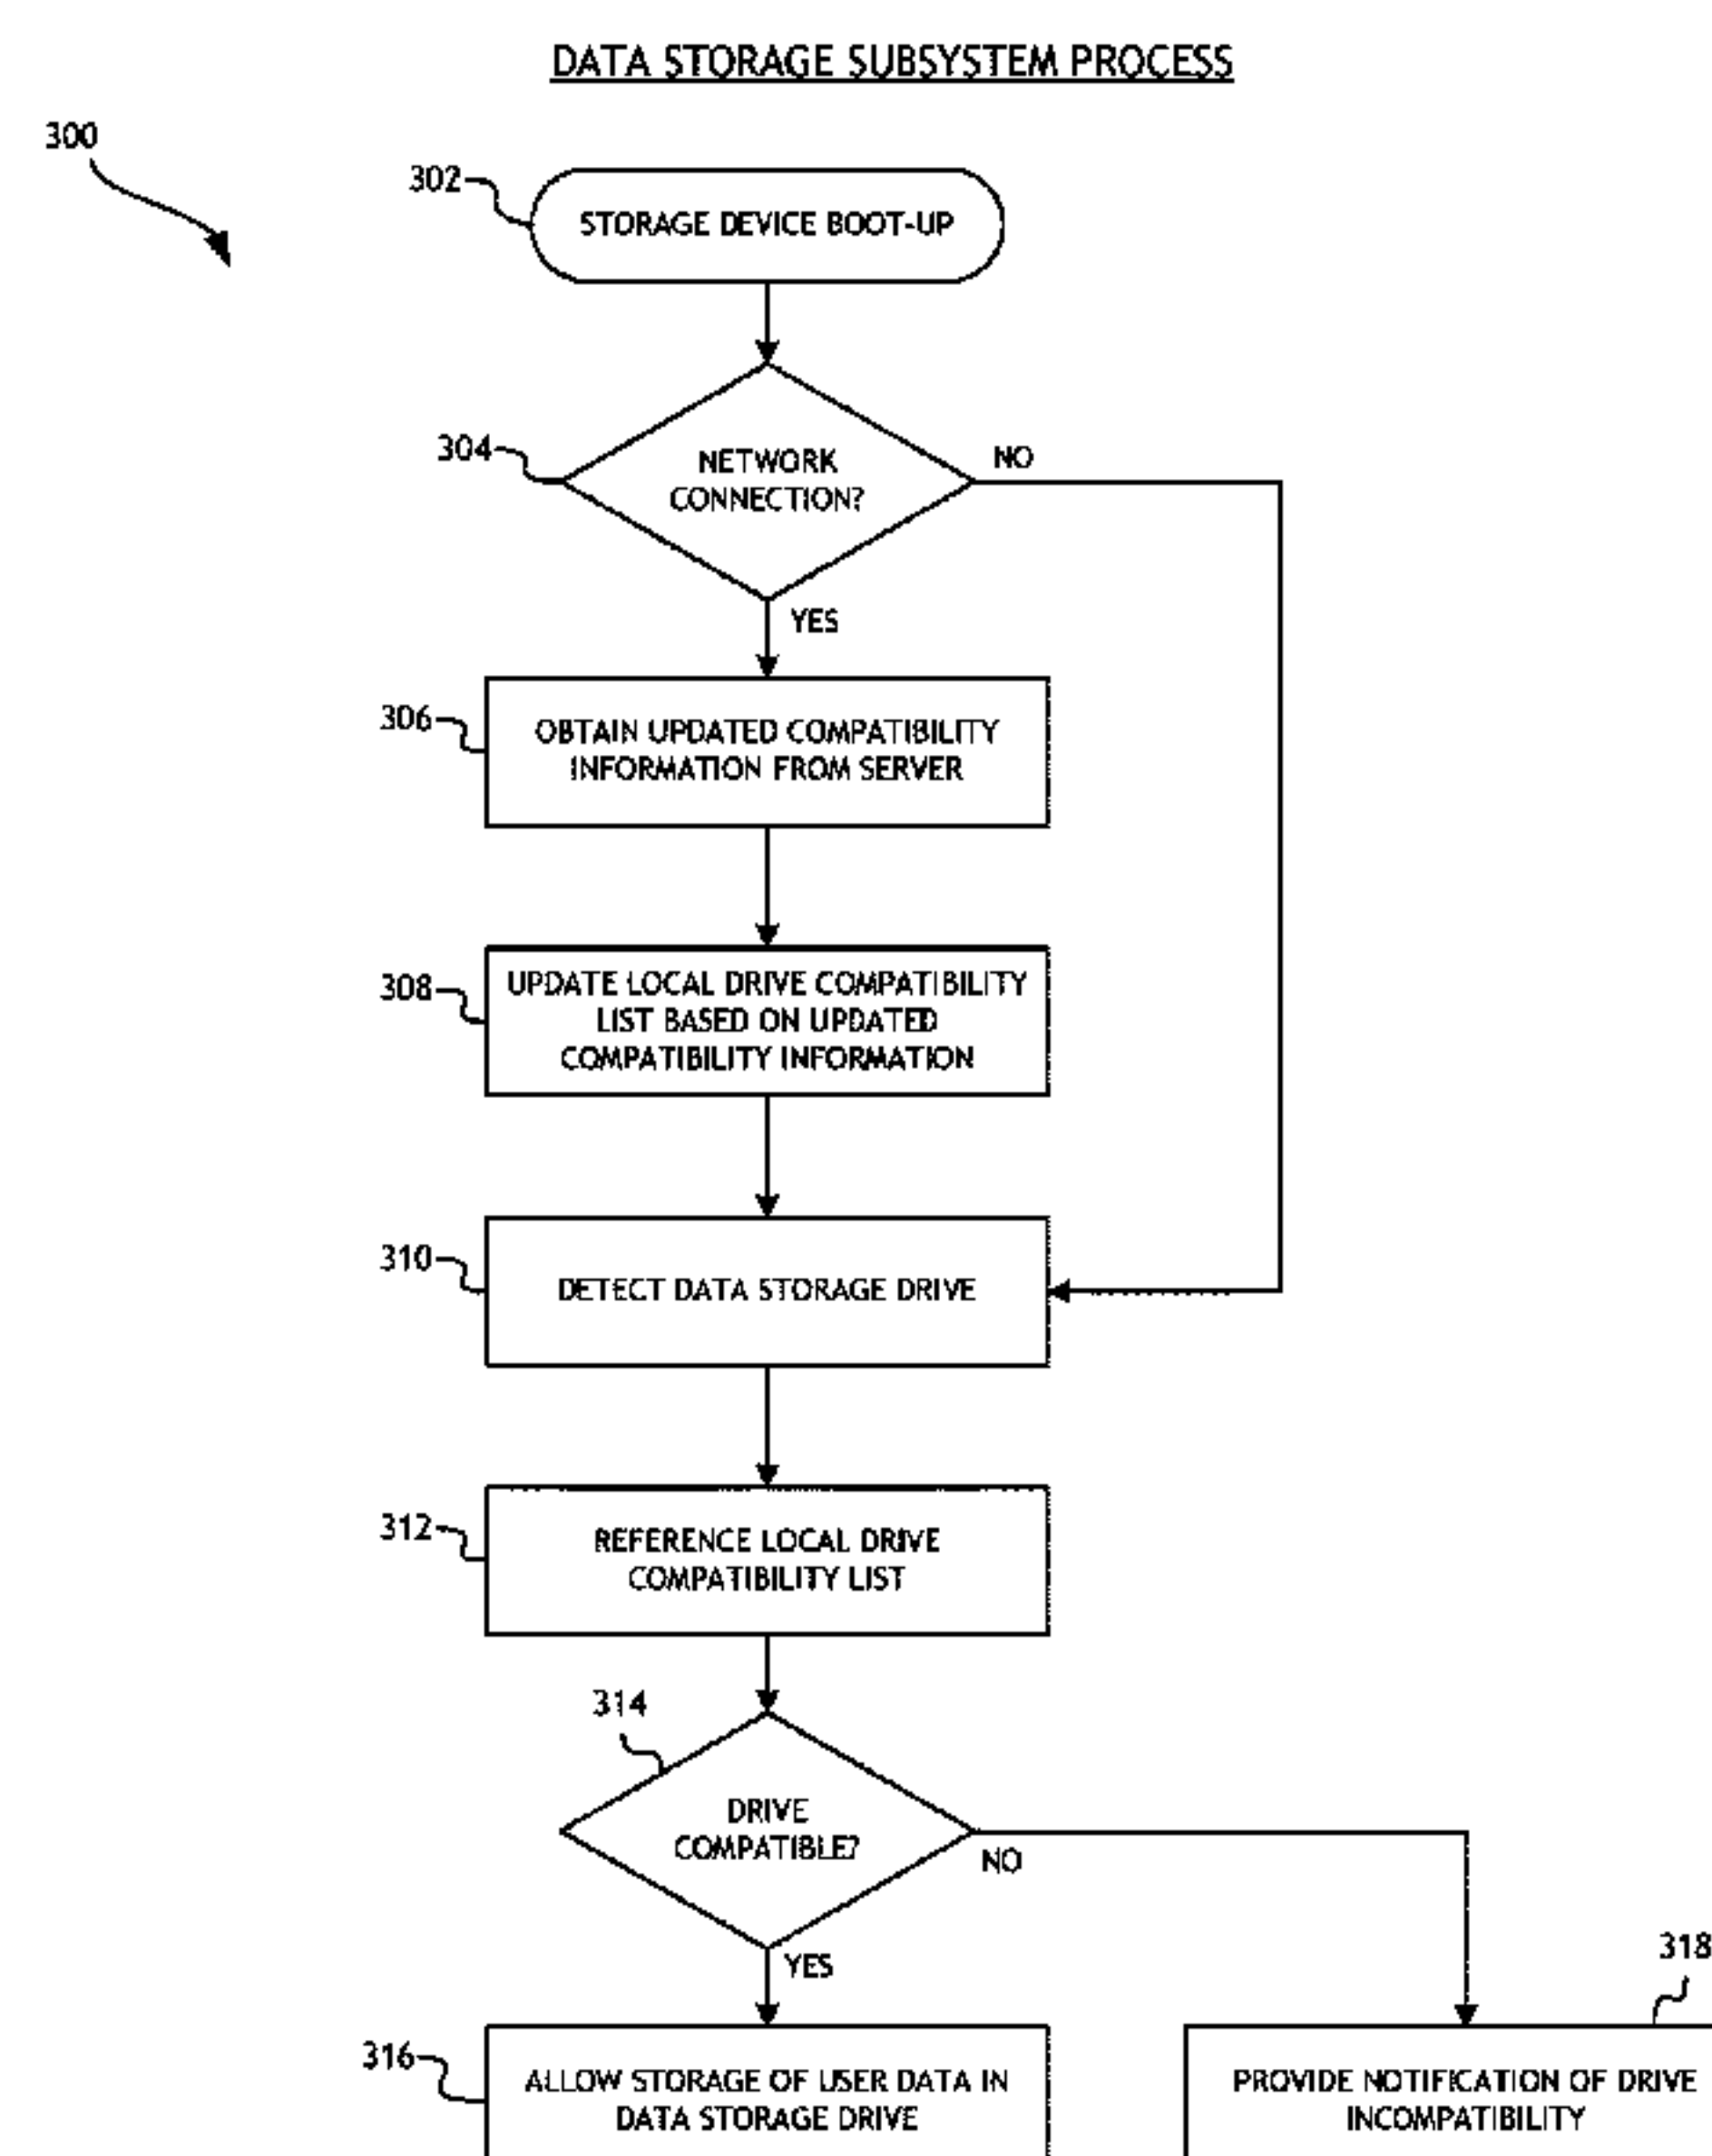 DATA STORAGE SUBSYSTEM PROCESS
300
302
STORAGE DEVICE BOOT-UP
304
NETWORK
CONNECTION?
NO
YES
306
OBTAIN UPDATED COMPATIBILITY
INFORMATION FROM SERVER
308
UPDATE LOCAL DRIVE COMPATIBILITY
LIST BASED ON UPDATED
COMPATIBILITY INFORMATION
310
DETECT DATA STORAGE DRIVE
312
REFERENCE LOCAL DRIVE
COMPATIBILITY LIST
314
DRIVE
COMPATIBLE?
NO
YES
316
ALLOW STORAGE OF USER DATA IN
DATA STORAGE DRIVE
318
PROVIDE NOTIFICATION OF DRIVE
INCOMPATIBILITY